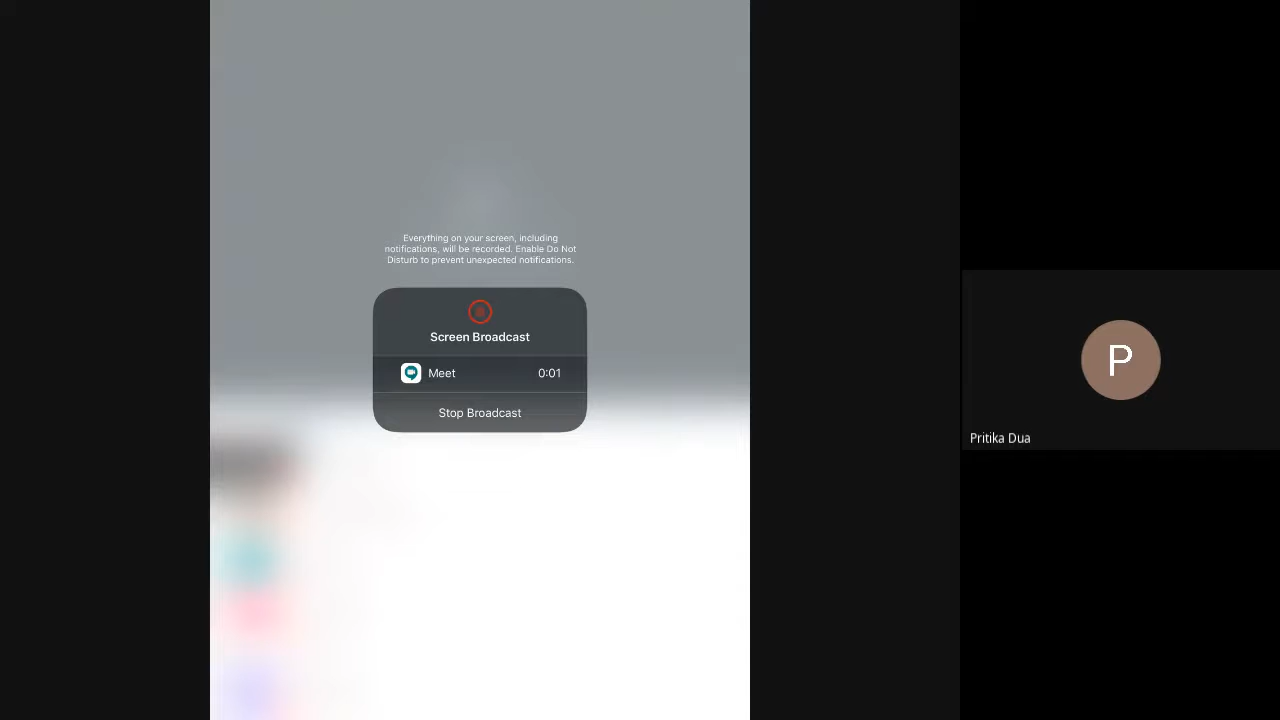 Everything on your screen, including
notifications, will be recorded. Enable Do Not
Disturb to prevent unexpected notifications.
Screen Broadcast
Meet 0:01
Stop Broadcast
P
Pritika Dua